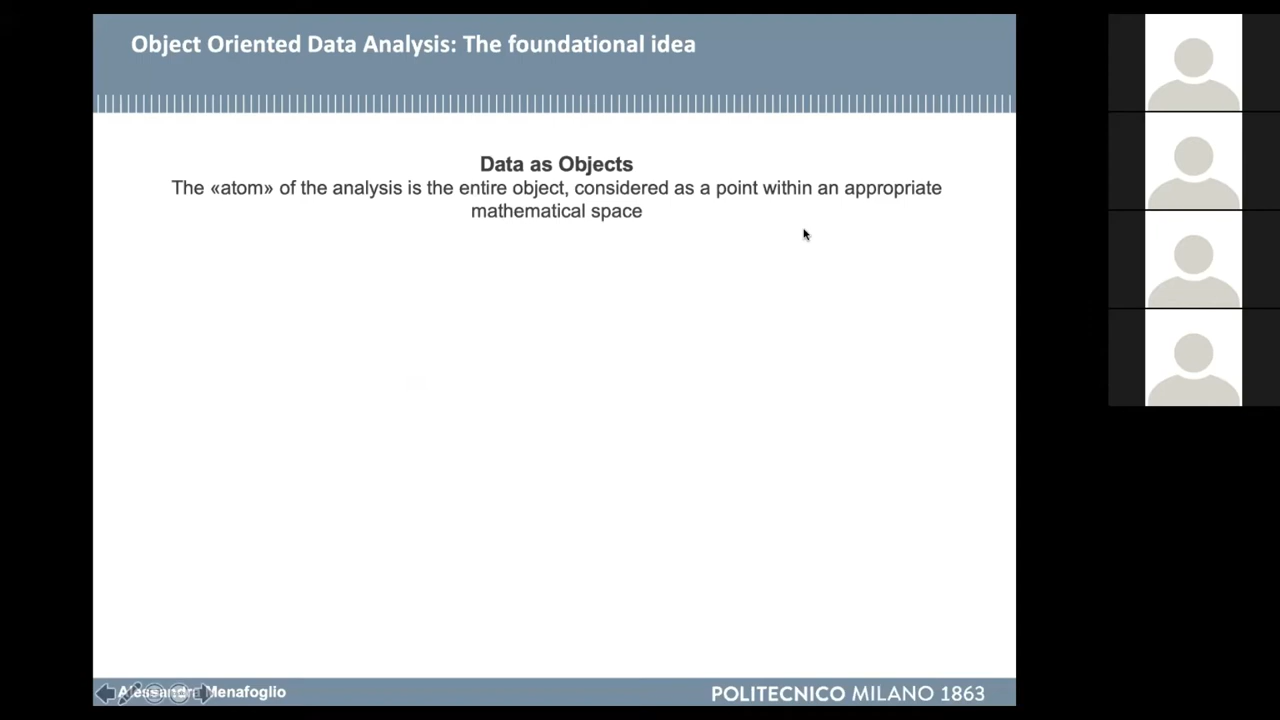 Object Oriented Data Analysis: The foundational idea
Data as Objects
The «atom» of the analysis is the entire object, considered as a point within an appropriate
mathematical space
Alessandra Menafoglio
POLITECNICO MILANO 1863